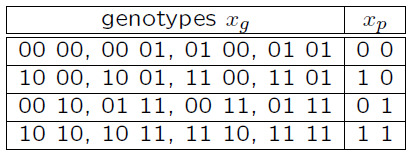 genotypes x_g x_p
00 00, 00 01, 01 00, 01 01 0 0
10 00, 10 01, 11 00, 11 01 1 0
00 10, 01 11, 00 11, 01 11 0 1
10 10, 10 11, 11 10, 11 11 1 1